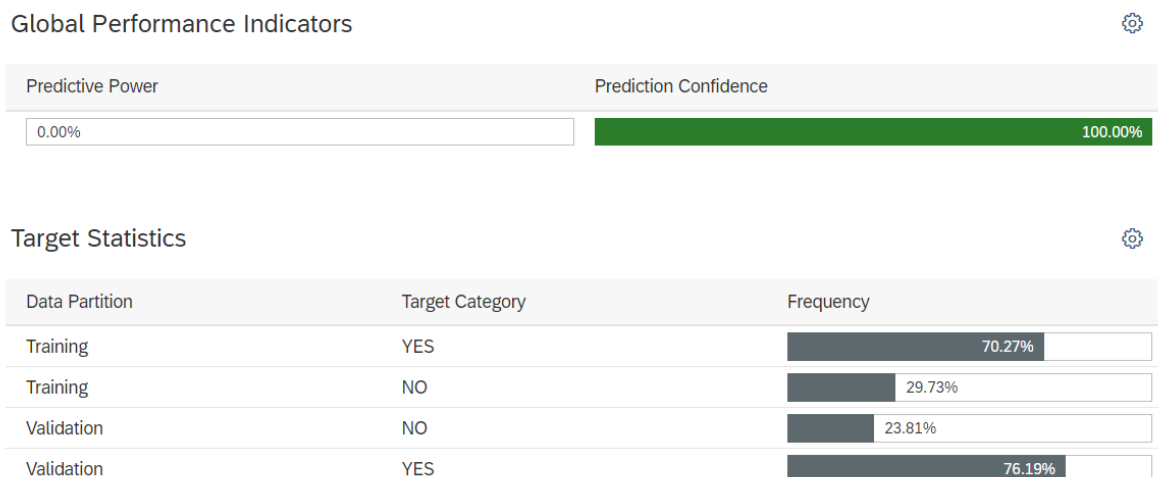 Global Performance Indicators
Predictive Power Prediction Confidence
0.00% 100.00%
Target Statistics
Data Partition Target Category Frequency
Training YES 70.27%
Training NO 29.73%
Validation NO 23.81%
Validation YES 76.19%